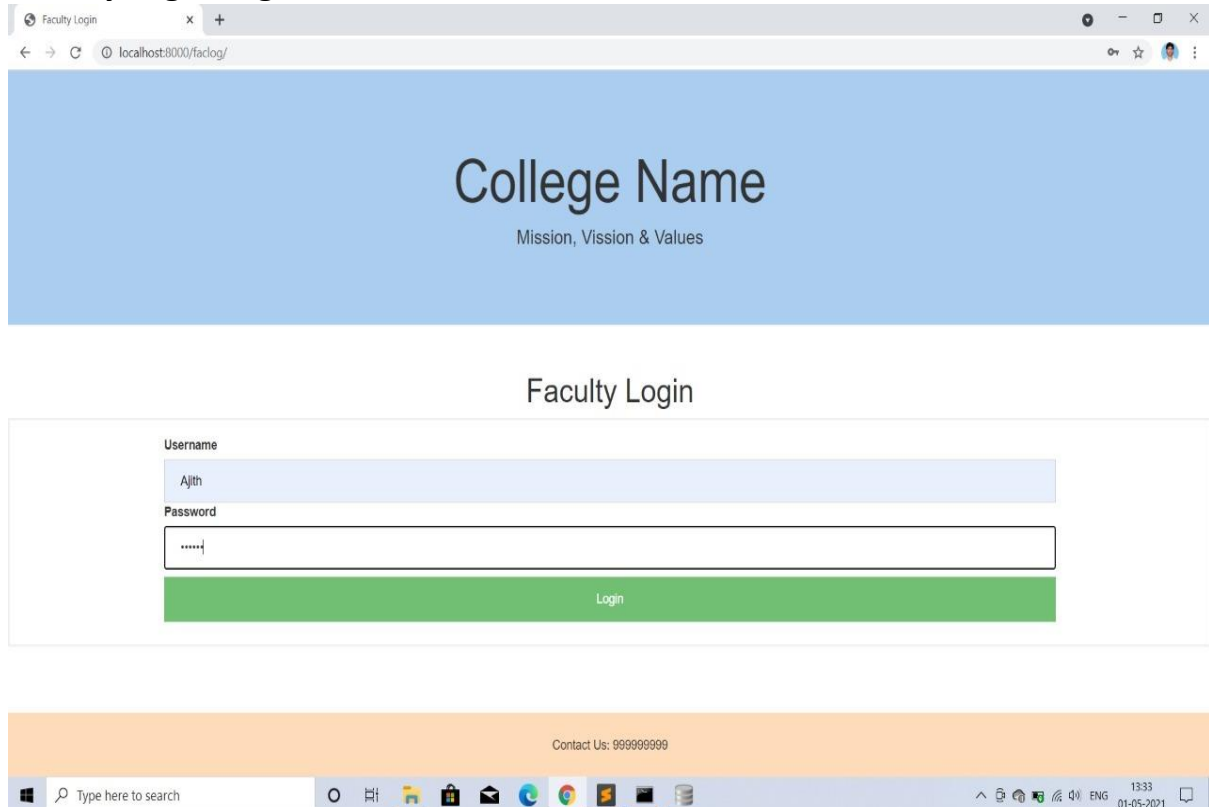 Faculty Login
localhost:8000/faclog/
College Name
Mission, Vission & Values
Faculty Login
Username
Ajith
Password
••••••
Login
Contact Us: 999999999
Type here to search
ENG
13:33
01-05-2021